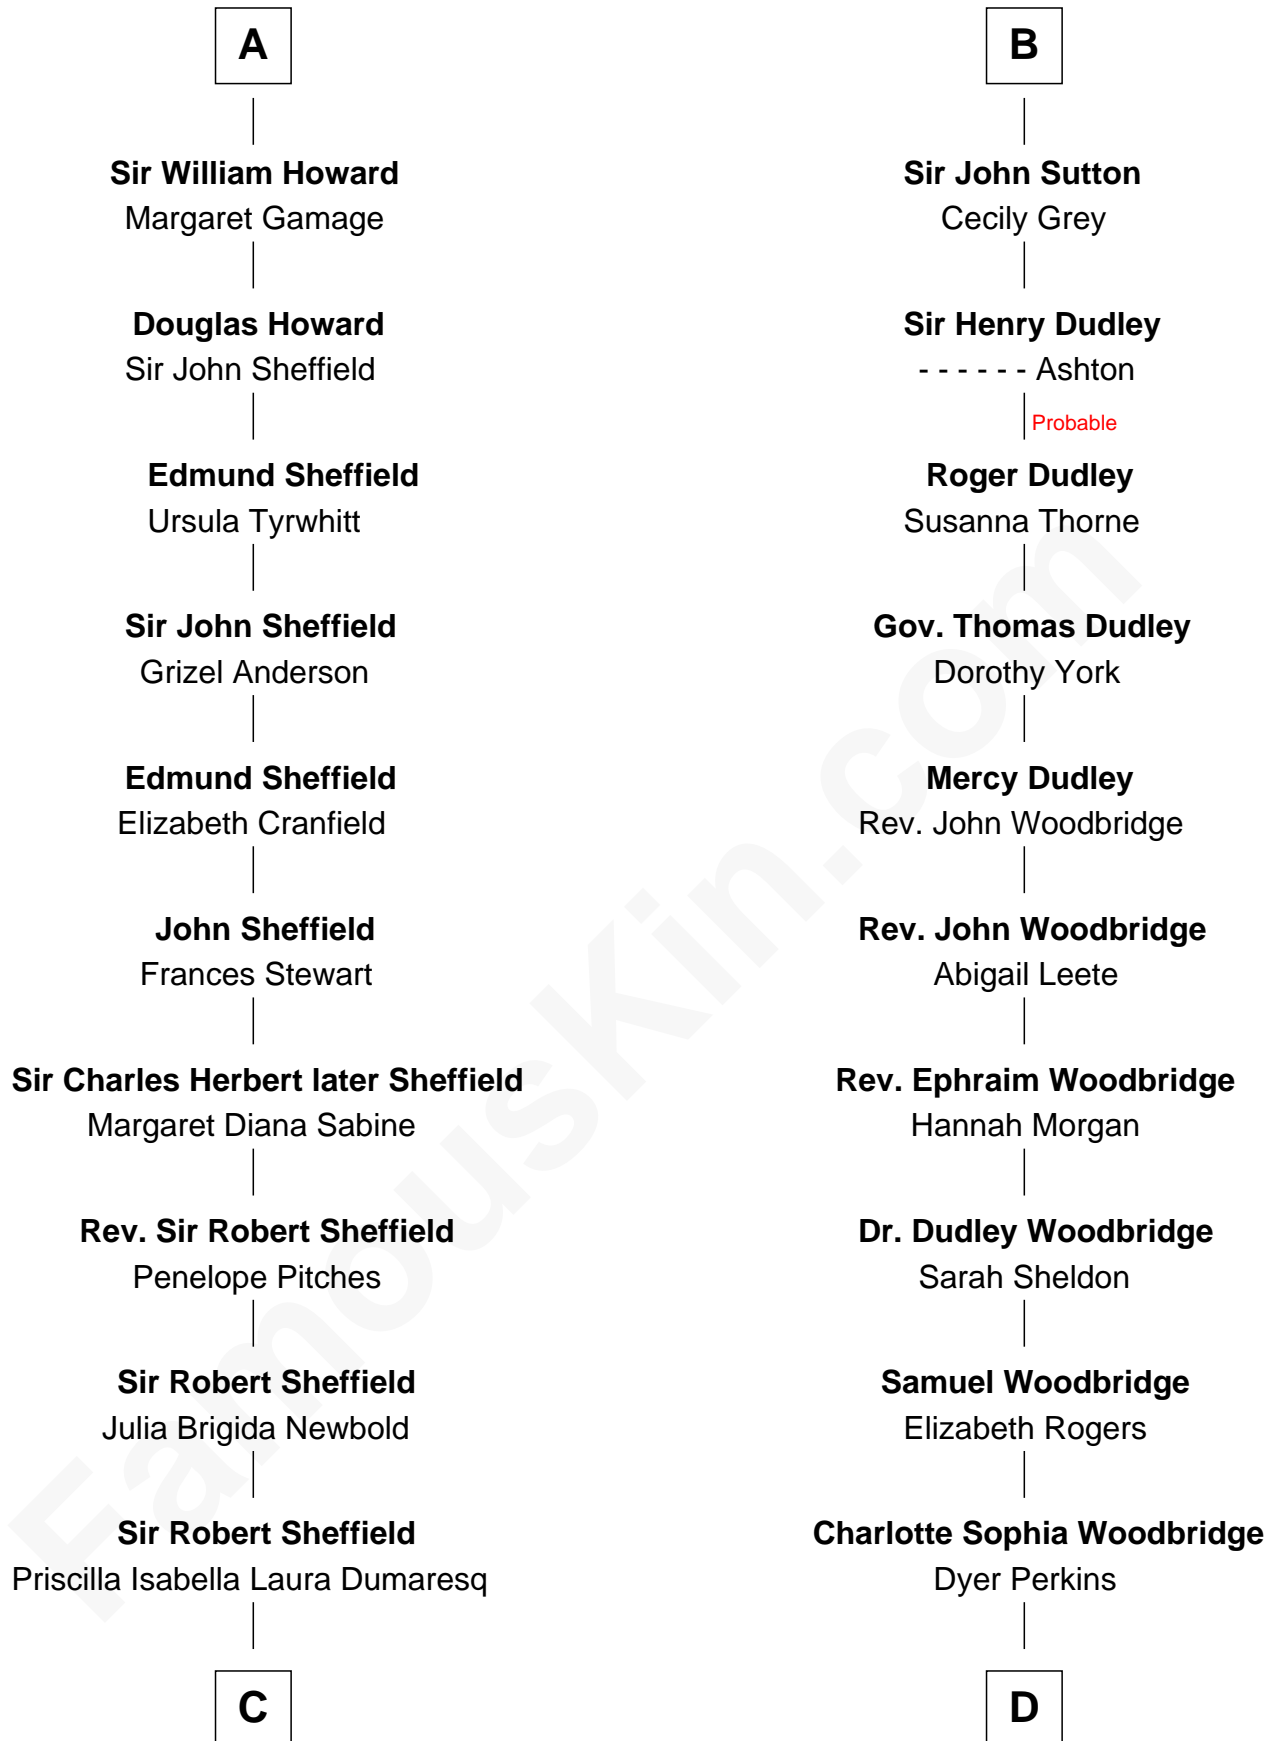 A
Sir William Howard
Margaret Gamage
Douglas Howard
Sir John Sheffield
Edmund Sheffield
Ursula Tyrwhitt
Sir John Sheffield
Grizel Anderson
Edmund Sheffield
Elizabeth Cranfield
John Sheffield
Frances Stewart
Sir Charles Herbert later Sheffield
Margaret Diana Sabine
Rev. Sir Robert Sheffield
Penelope Pitches
Sir Robert Sheffield
Julia Brigida Newbold
Sir Robert Sheffield
Priscilla Isabella Laura Dumaresq
C
B
Sir John Sutton
Cecily Grey
Sir Henry Dudley
- - - - - - Ashton
Probable
Roger Dudley
Susanna Thorne
Gov. Thomas Dudley
Dorothy York
Mercy Dudley
Rev. John Woodbridge
Rev. John Woodbridge
Abigail Leete
Rev. Ephraim Woodbridge
Hannah Morgan
Dr. Dudley Woodbridge
Sarah Sheldon
Samuel Woodbridge
Elizabeth Rogers
Charlotte Sophia Woodbridge
Dyer Perkins
D
FamousKin.com